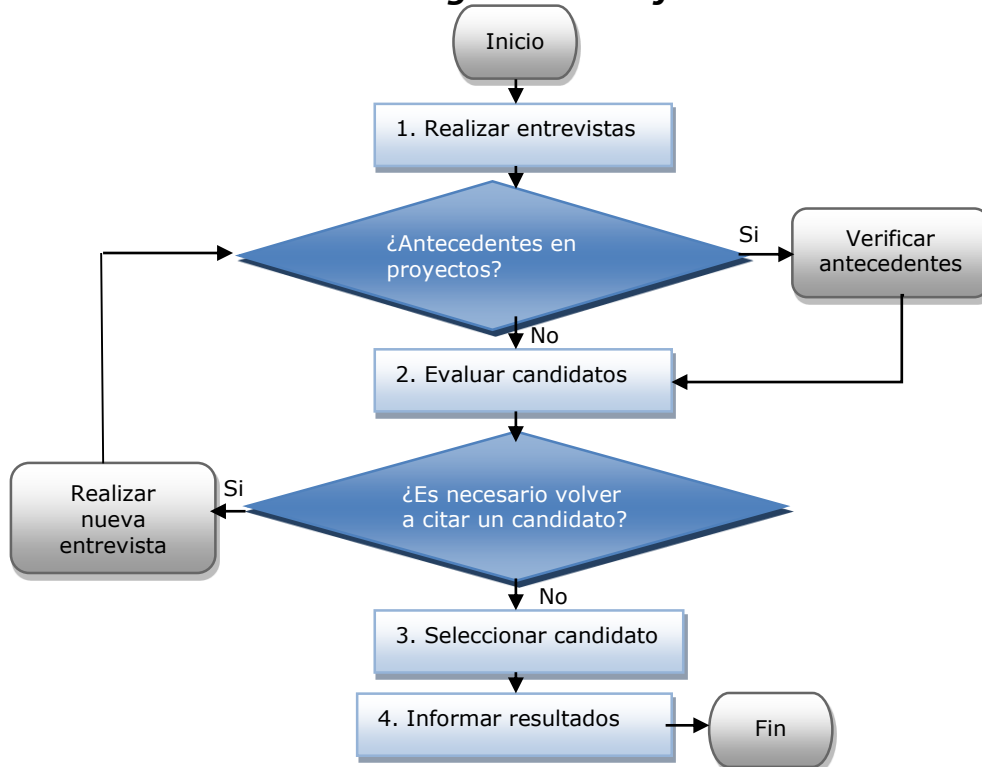 Inicio
1. Realizar entrevistas
¿Antecedentes en
proyectos?
Si
Verificar
antecedentes
No
2. Evaluar candidatos
¿Es necesario volver
a citar un candidato?
Si
Realizar
nueva
entrevista
No
3. Seleccionar candidato
4. Informar resultados
Fin